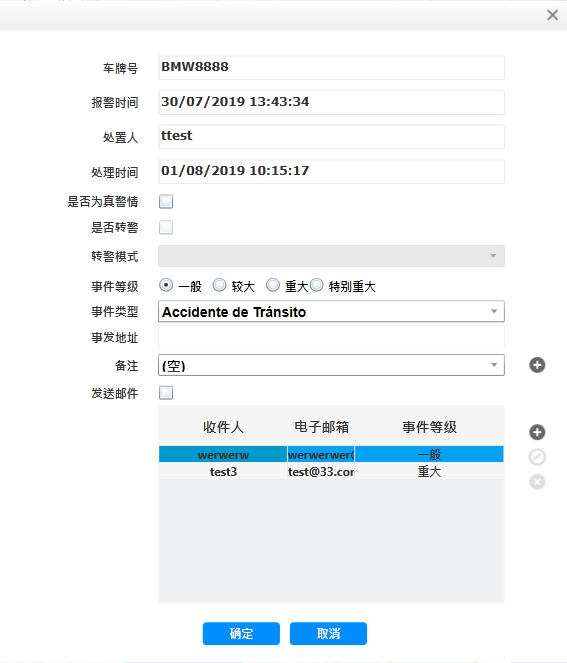 车牌号 BMW8888
报警时间 30/07/2019 13:43:34
处置人 ttest
处理时间 01/08/2019 10:15:17
是否为真警情
是否转警
转警模式
事件等级 一般 较大 重大 特别重大
事件类型 Accidente de Tránsito
事发地址
备注 (空)
发送邮件
收件人 电子邮箱 事件等级
werwerw werwerwer( 一般
test3 test@33.cor 重大
确定 取消